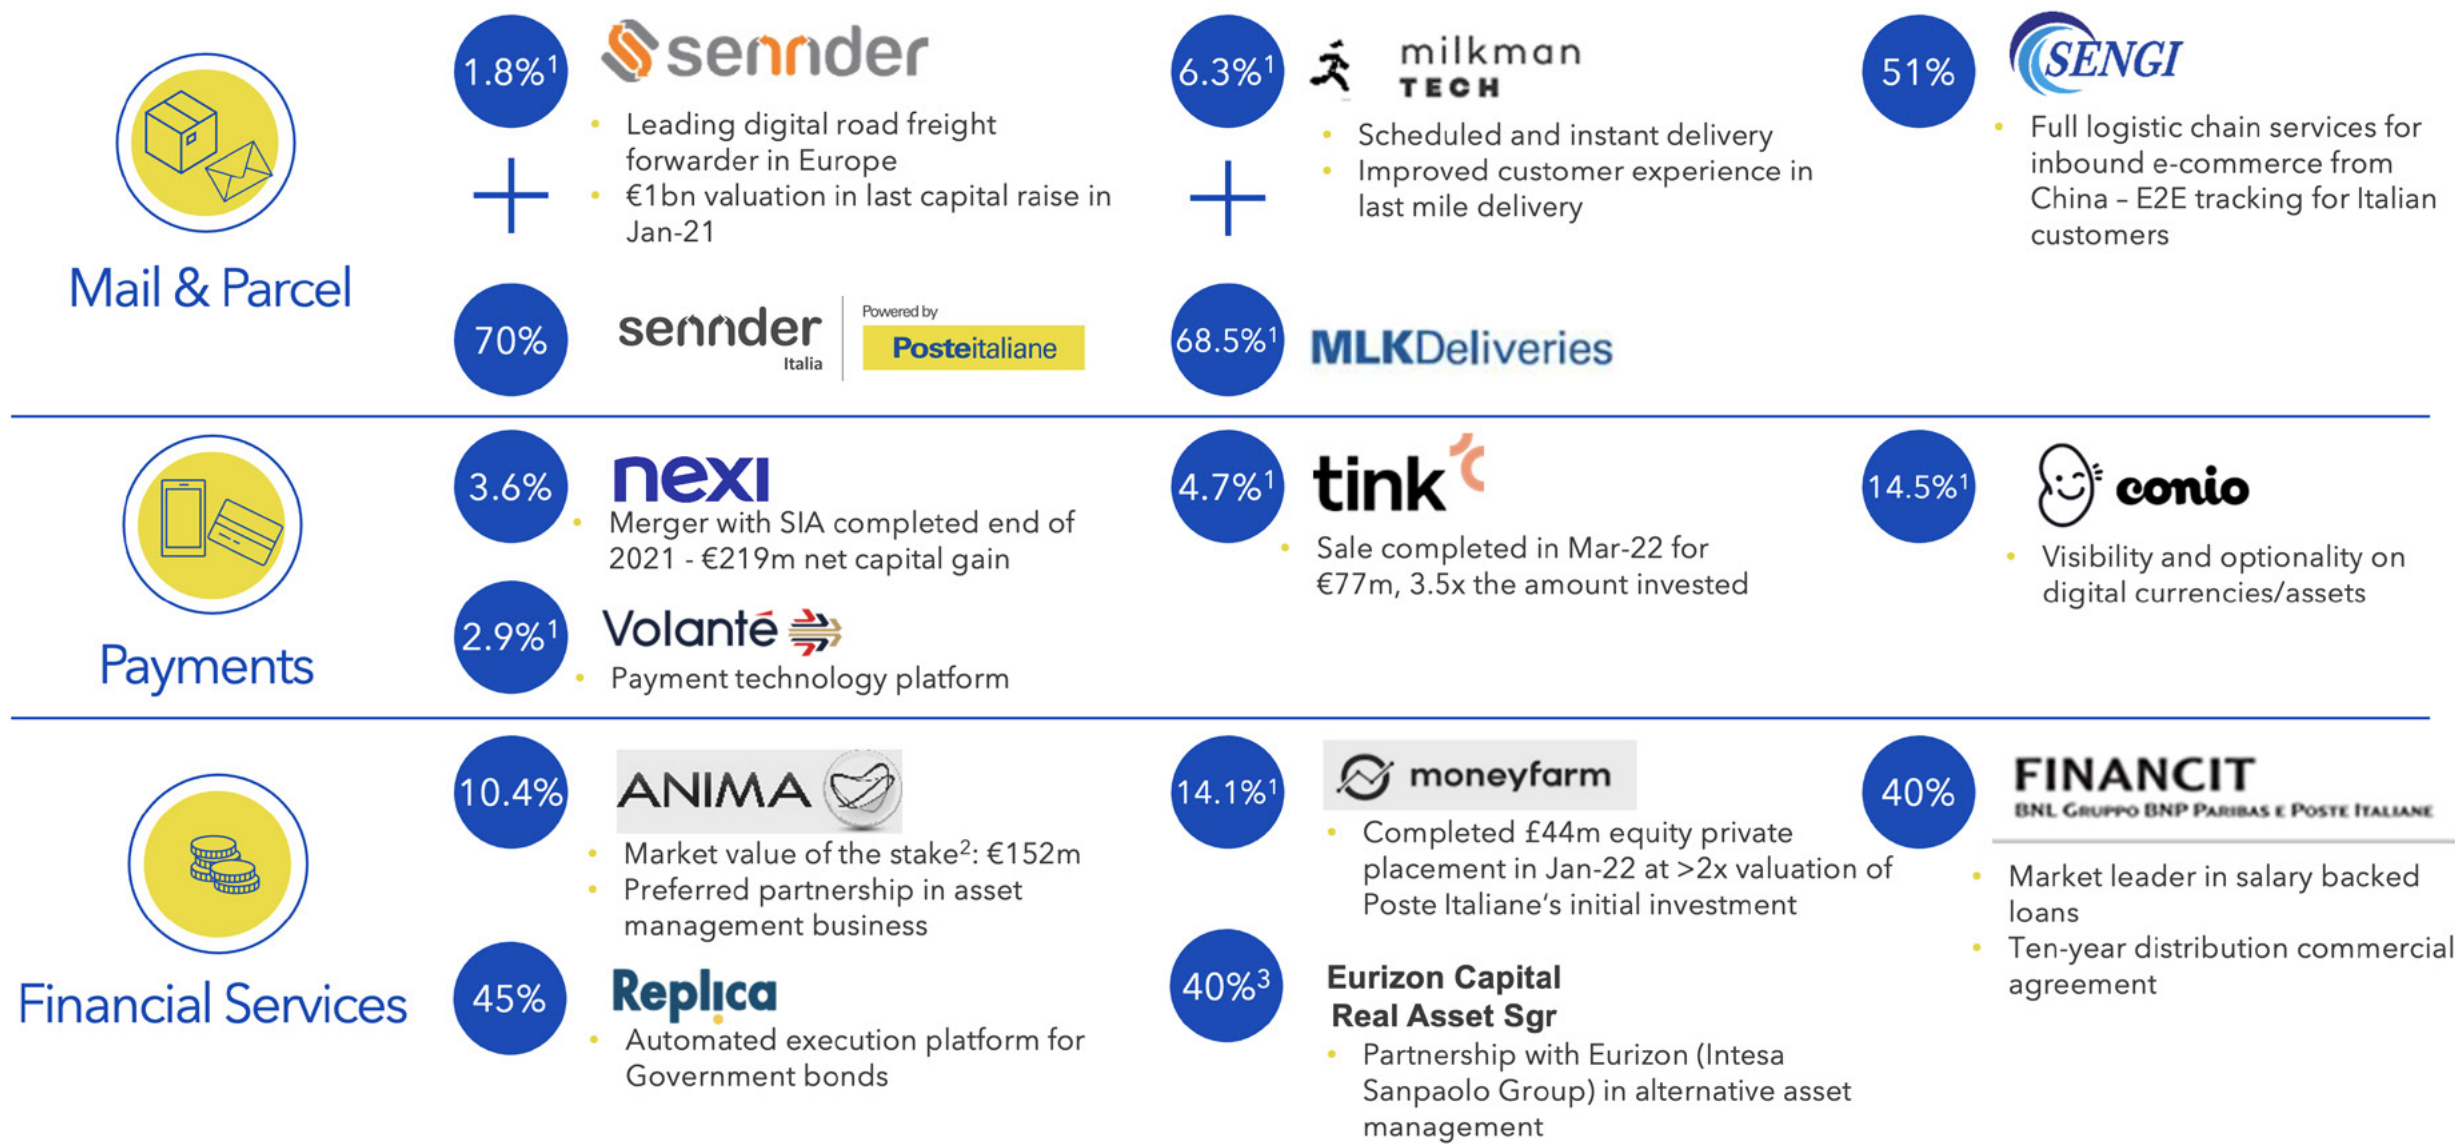 Mail & Parcel
1.8%¹
sennder
• Leading digital road freight
forwarder in Europe
• €1bn valuation in last capital raise in
Jan-21
70%
sennder
Italia
Powered by
Posteitaliane
6.3%¹
milkman
TECH
• Scheduled and instant delivery
• Improved customer experience in
last mile delivery
68.5%¹
MLKDeliveries
51%
SENGI
• Full logistic chain services for
inbound e-commerce from
China – E2E tracking for Italian
customers
Payments
3.6%
nexi
• Merger with SIA completed end of
2021 - €219m net capital gain
2.9%¹
Volanté
• Payment technology platform
4.7%¹
tink
• Sale completed in Mar-22 for
€77m, 3.5x the amount invested
14.5%¹
conio
• Visibility and optionality on
digital currencies/assets
Financial Services
10.4%
ANIMA
• Market value of the stake²: €152m
• Preferred partnership in asset
management business
45%
Replica
• Automated execution platform for
Government bonds
14.1%¹
moneyfarm
• Completed £44m equity private
placement in Jan-22 at >2x valuation of
Poste Italiane's initial investment
40%³
Eurizon Capital
Real Asset Sgr
• Partnership with Eurizon (Intesa
Sanpaolo Group) in alternative asset
management
40%
FINANCIT
BNL GRUPPO BNP PARIBAS E POSTE ITALIANE
• Market leader in salary backed
loans
• Ten-year distribution commercial
agreement